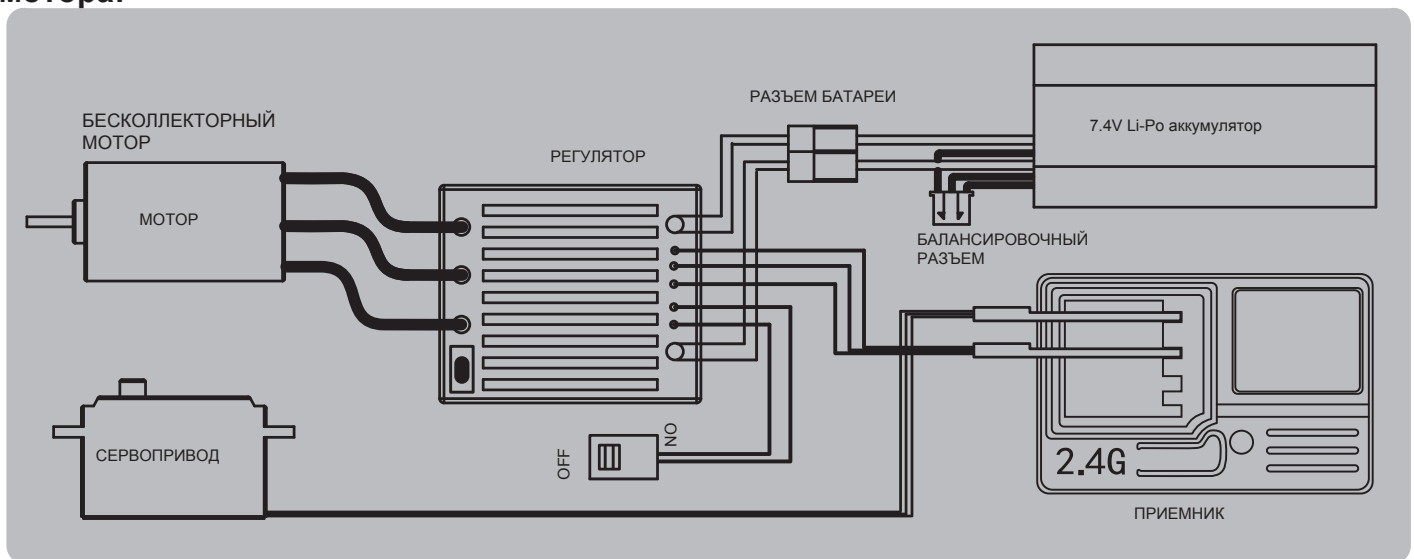 мотора:
РАЗЪЕМ БАТАРЕИ
БЕСКОЛЛЕКТОРНЫЙ
МОТОР
7.4V Li-Po аккумулятор
РЕГУЛЯТОР
МОТОР
БАЛАНСИРОВОЧНЫЙ
РАЗЪЕМ
СЕРВОПРИВОД
OFF
NO
2.4G
ПРИЕМНИК